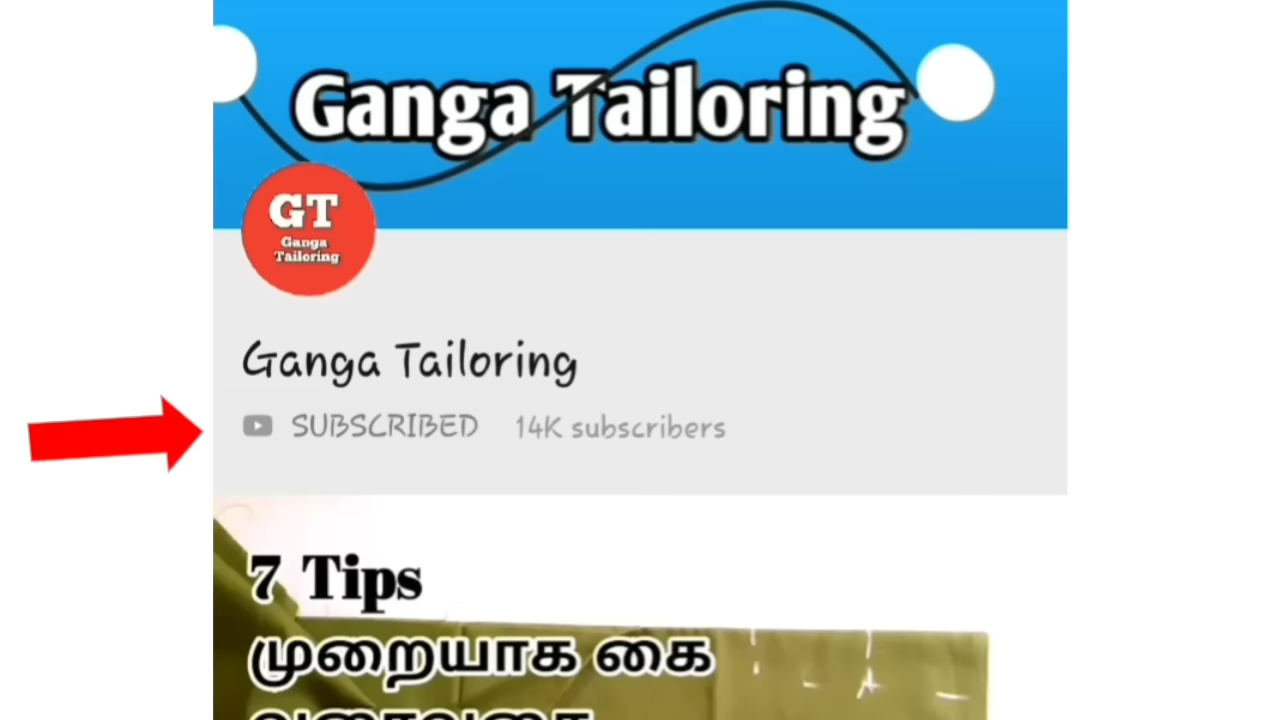 Ganga Tailoring
GT
Ganga
Tailoring
Ganga Tailoring
SUBSCRIBED 14K subscribers
7 Tips
முறையாக கை